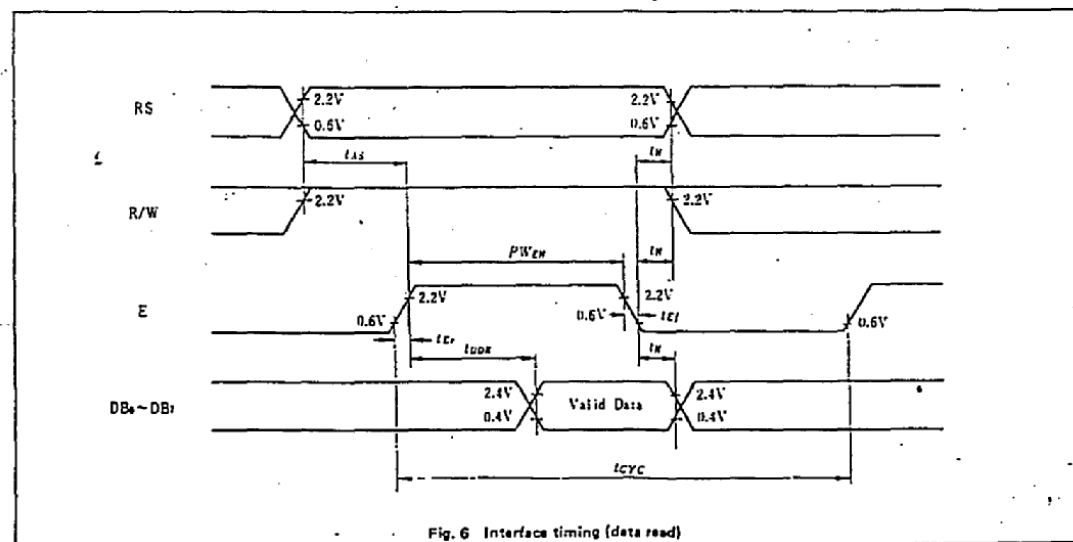 RS
2.2V
2.2V
0.6V
0.6V
tAS
tH
R/W
2.2V
2.2V
PWEH
tH
E
2.2V
2.2V
0.6V
0.6V
tEf
0.6V
tEr
tDDR
tH
DB0~DB7
2.4V
Valid Data
2.4V
0.4V
0.4V
tCYC
Fig. 6 Interface timing (data read)